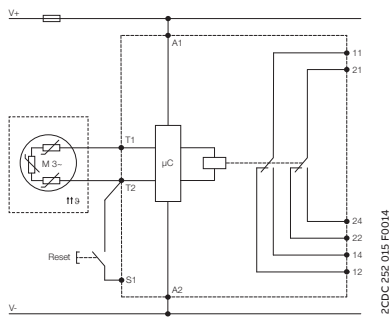 V+
A1
11
21
T1
M 3~
µC
T2
↑↑ϑ
24
22
14
12
Reset
S1
A2
V-
2CDC 252 015 F0014